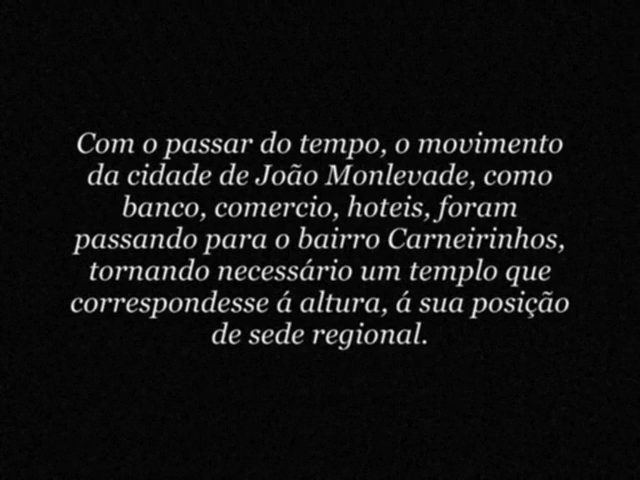 Com o passar do tempo, o movimento
da cidade de João Monlevade, como
banco, comercio, hoteis, foram
passando para o bairro Carneirinhos,
tornando necessário um templo que
correspondesse á altura, á sua posição
de sede regional.